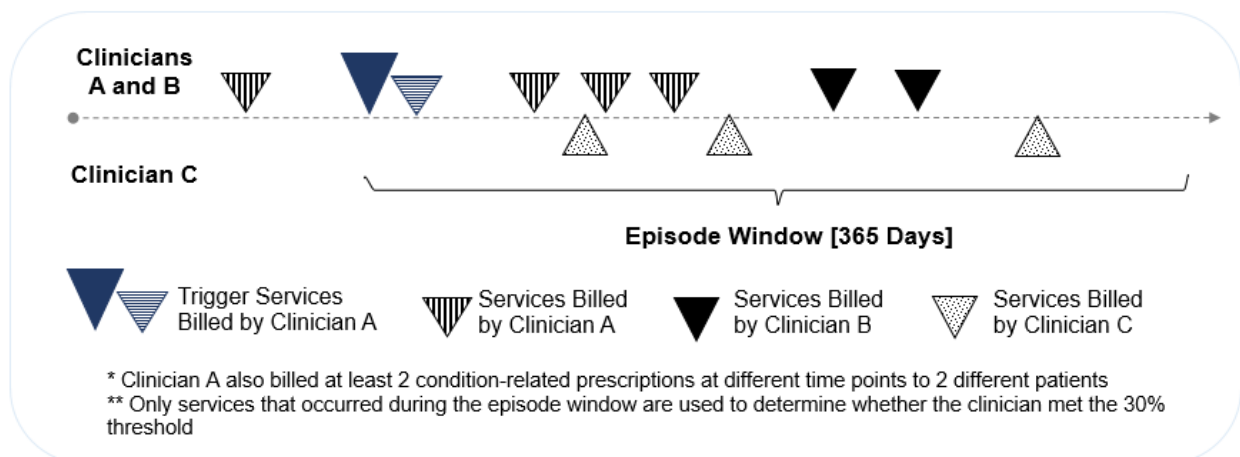 Clinicians
A and B
Clinician C
Episode Window [365 Days]
Trigger Services
Billed by Clinician A
Services Billed
by Clinician A
Services Billed
by Clinician B
Services Billed
by Clinician C
* Clinician A also billed at least 2 condition-related prescriptions at different time points to 2 different patients
** Only services that occurred during the episode window are used to determine whether the clinician met the 30%
threshold